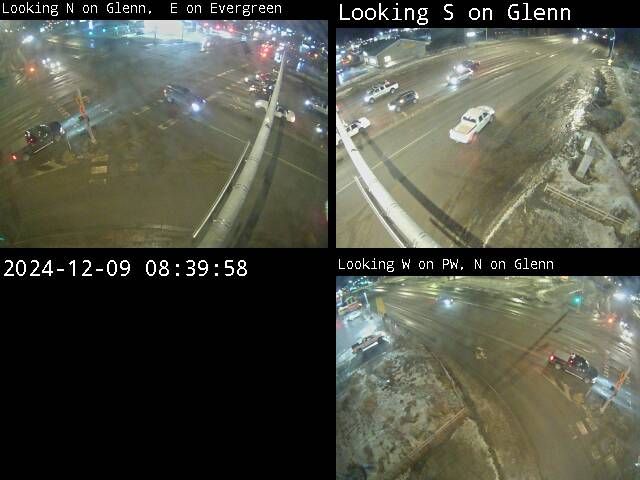 Looking N on Glenn,  E on Evergreen
Looking S on Glenn
2024-12-09 08:39:58
Looking W on PW, N on Glenn